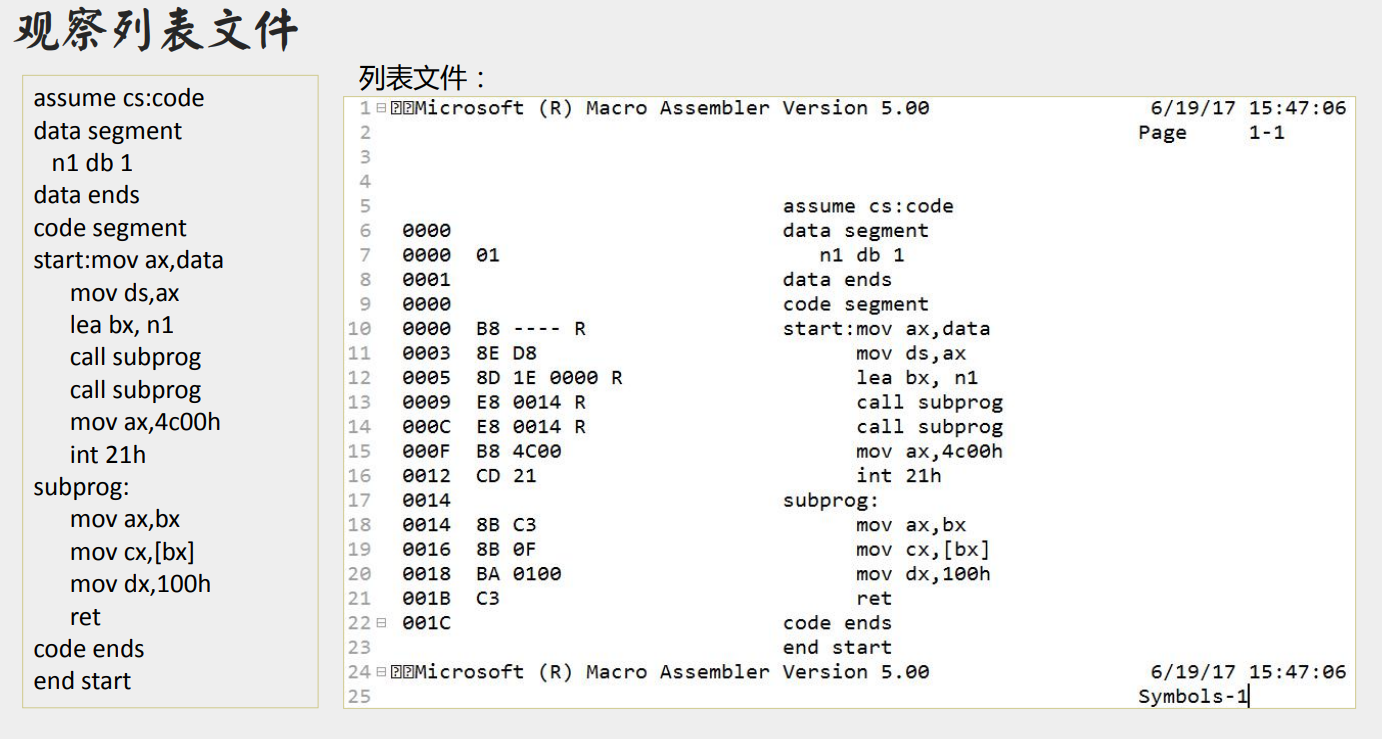 观察列表文件
assume cs:code
data segment
n1 db 1
data ends
code segment
start:mov ax,data
mov ds,ax
lea bx, n1
call subprog
call subprog
mov ax,4c00h
int 21h
subprog:
mov ax,bx
mov cx,[bx]
mov dx,100h
ret
code ends
end start
列表文件：
1 Microsoft (R) Macro Assembler Version 5.00 6/19/17 15:47:06
2 Page 1-1
3
4
5 assume cs:code
6 0000 data segment
7 0000 01 n1 db 1
8 0001 data ends
9 0000 code segment
10 0000 B8 ---- R start:mov ax,data
11 0003 8E D8 mov ds,ax
12 0005 8D 1E 0000 R lea bx, n1
13 0009 E8 0014 R call subprog
14 000C E8 0014 R call subprog
15 000F B8 4C00 mov ax,4c00h
16 0012 CD 21 int 21h
17 0014 subprog:
18 0014 8B C3 mov ax,bx
19 0016 8B 0F mov cx,[bx]
20 0018 BA 0100 mov dx,100h
21 001B C3 ret
22 001C code ends
23 end start
24 Microsoft (R) Macro Assembler Version 5.00 6/19/17 15:47:06
25 Symbols-1